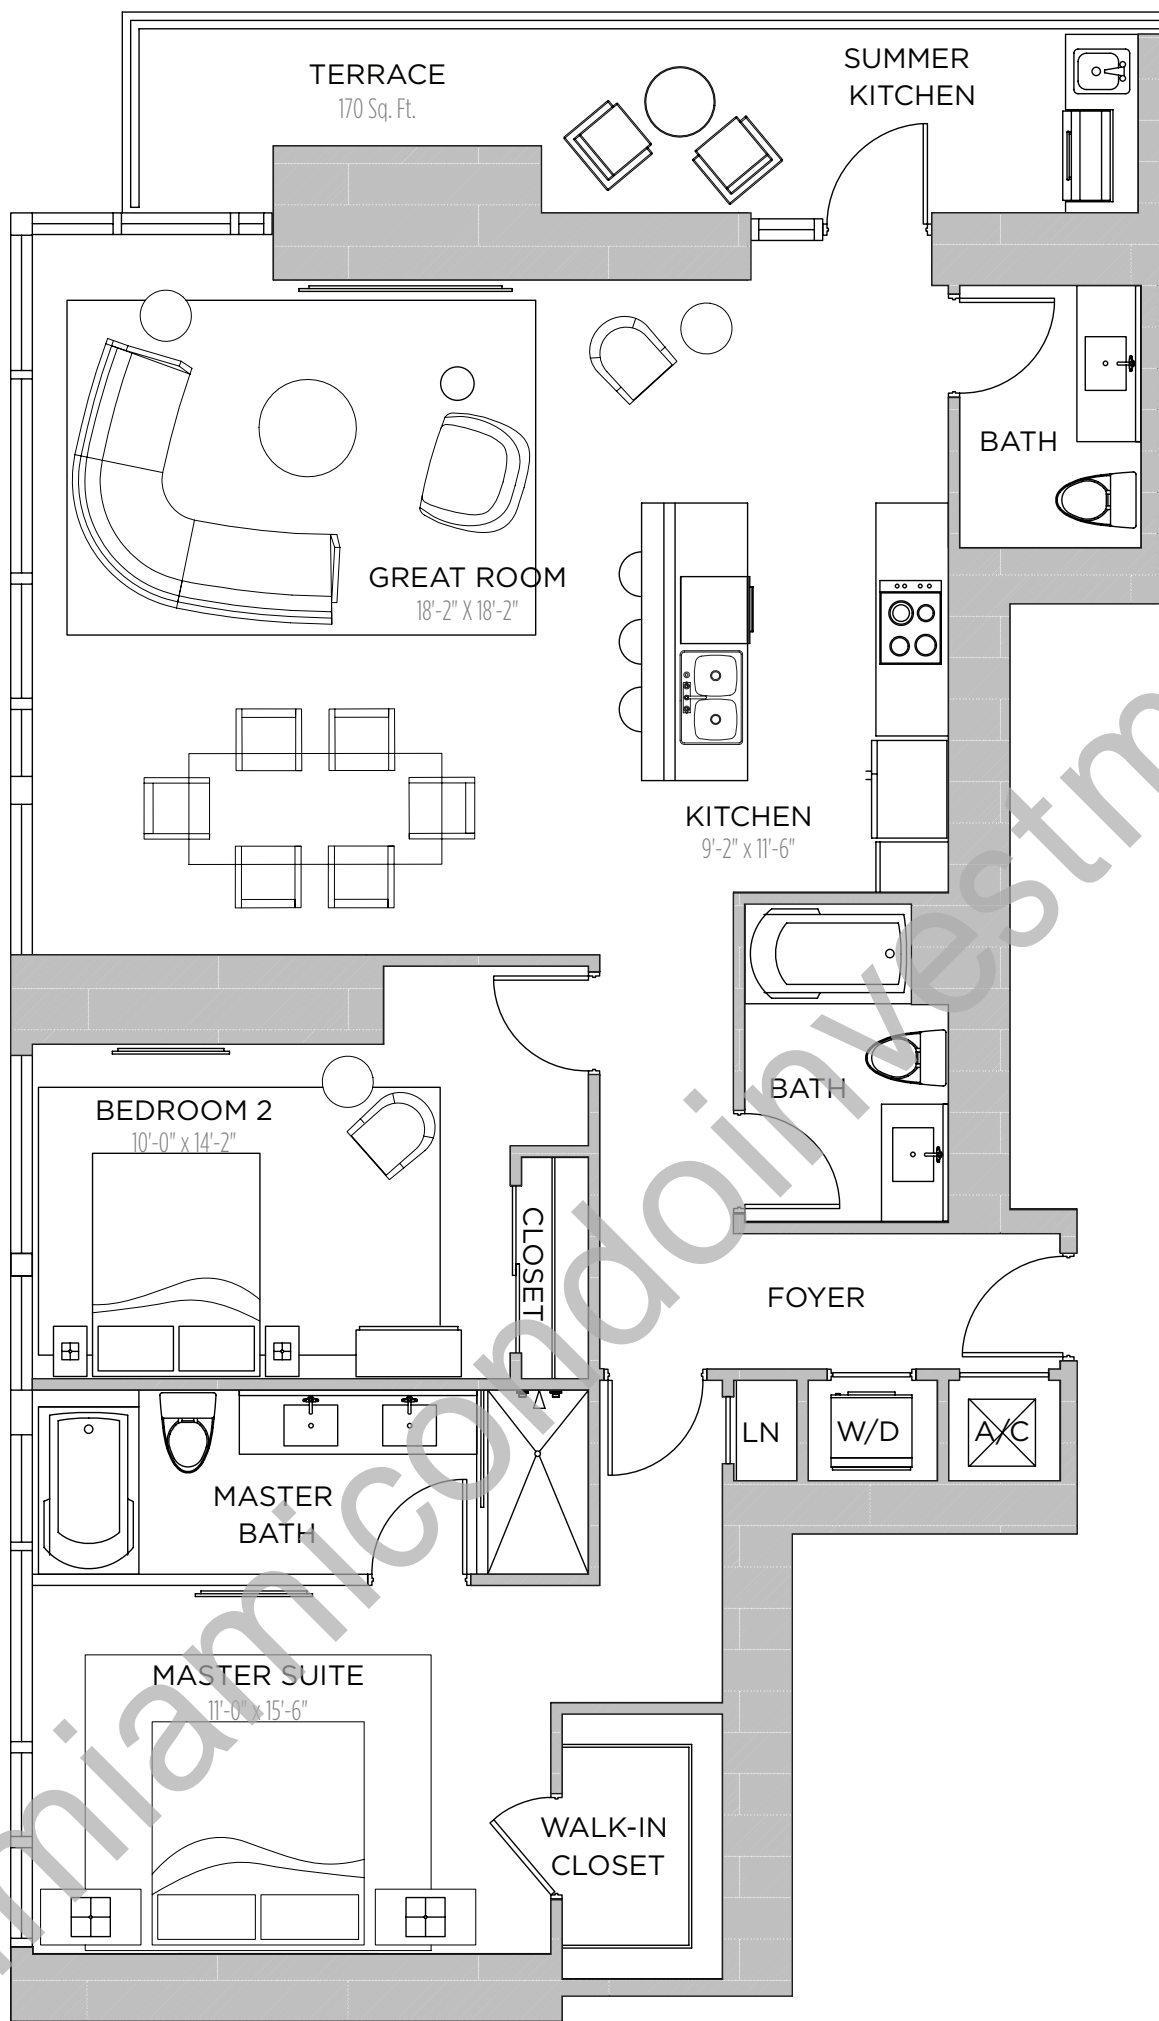 TERRACE
170 Sq. Ft.
SUMMER
KITCHEN
BATH
GREAT ROOM
18'-2" X 18'-2"
KITCHEN
9'-2" x 11'-6"
BATH
BEDROOM 2
10'-0" x 14'-2"
CLOSET
FOYER
LN
W/D
A/C
MASTER
BATH
MASTER SUITE
11'-0" x 15'-6"
WALK-IN
CLOSET
miamicondoinvestm